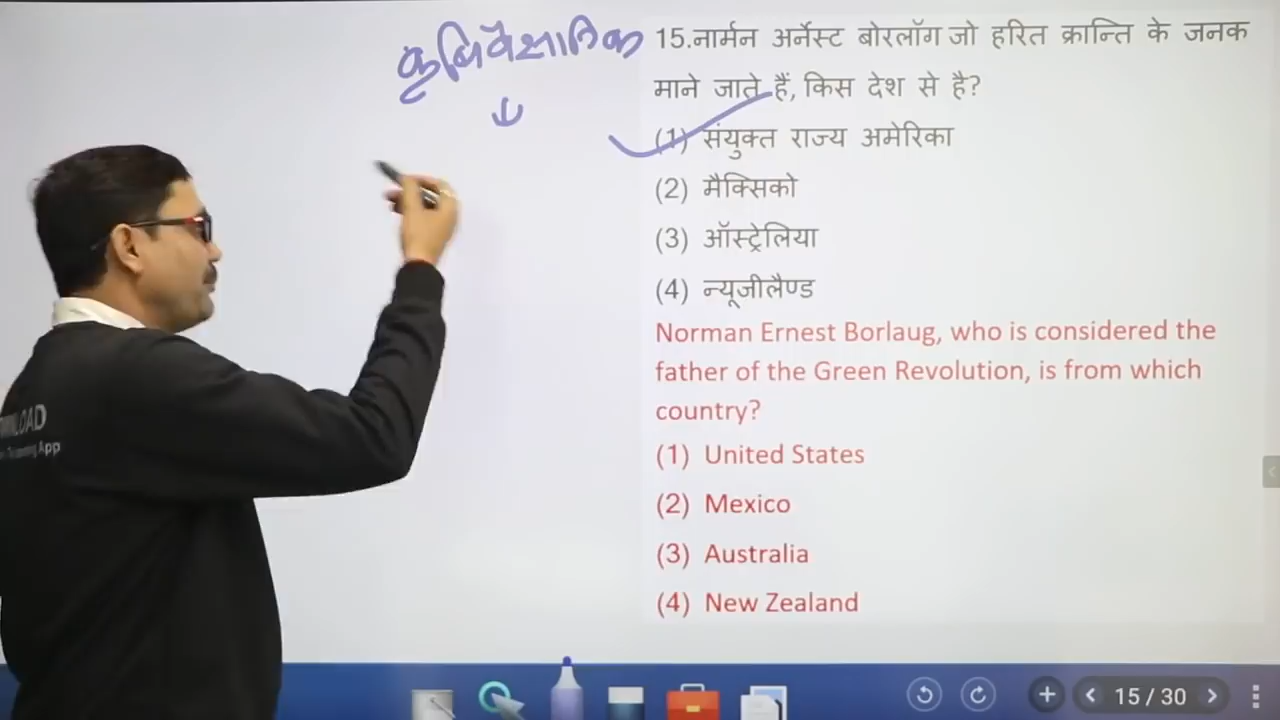 कृषि वैज्ञानिक
15.नार्मन अर्नेस्ट बोरलॉग जो हरित क्रान्ति के जनक
माने जाते हैं, किस देश से है?
(1) संयुक्त राज्य अमेरिका
(2) मैक्सिको
(3) ऑस्ट्रेलिया
(4) न्यूजीलैण्ड
Norman Ernest Borlaug, who is considered the
father of the Green Revolution, is from which
country?
(1) United States
(2) Mexico
(3) Australia
(4) New Zealand
App
15 / 30